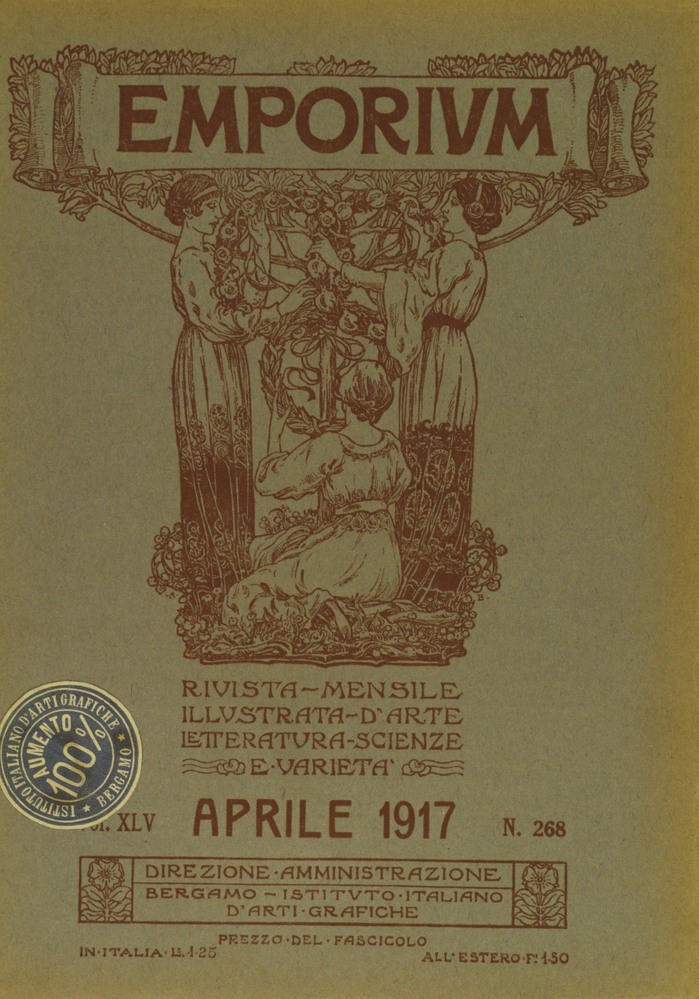 EMPORIVM
RIVISTA-MENSILE
ILLVSTRATA-D'ARTE
LETTERATVRA-SCIENZE
E·VARIETA'
ISTITUTO ITALIANO D'ARTI GRAFICHE ★ BERGAMO ★
AUMENTO
100%
XLV
APRILE 1917
N. 268
DIREZIONE·AMMINISTRAZIONE
BERGAMO - ISTITVTO·ITALIANO
D'ARTI·GRAFICHE
PREZZO·DEL·FASCICOLO
IN·ITALIA·L.1·25
ALL'ESTERO·Fr.1·50